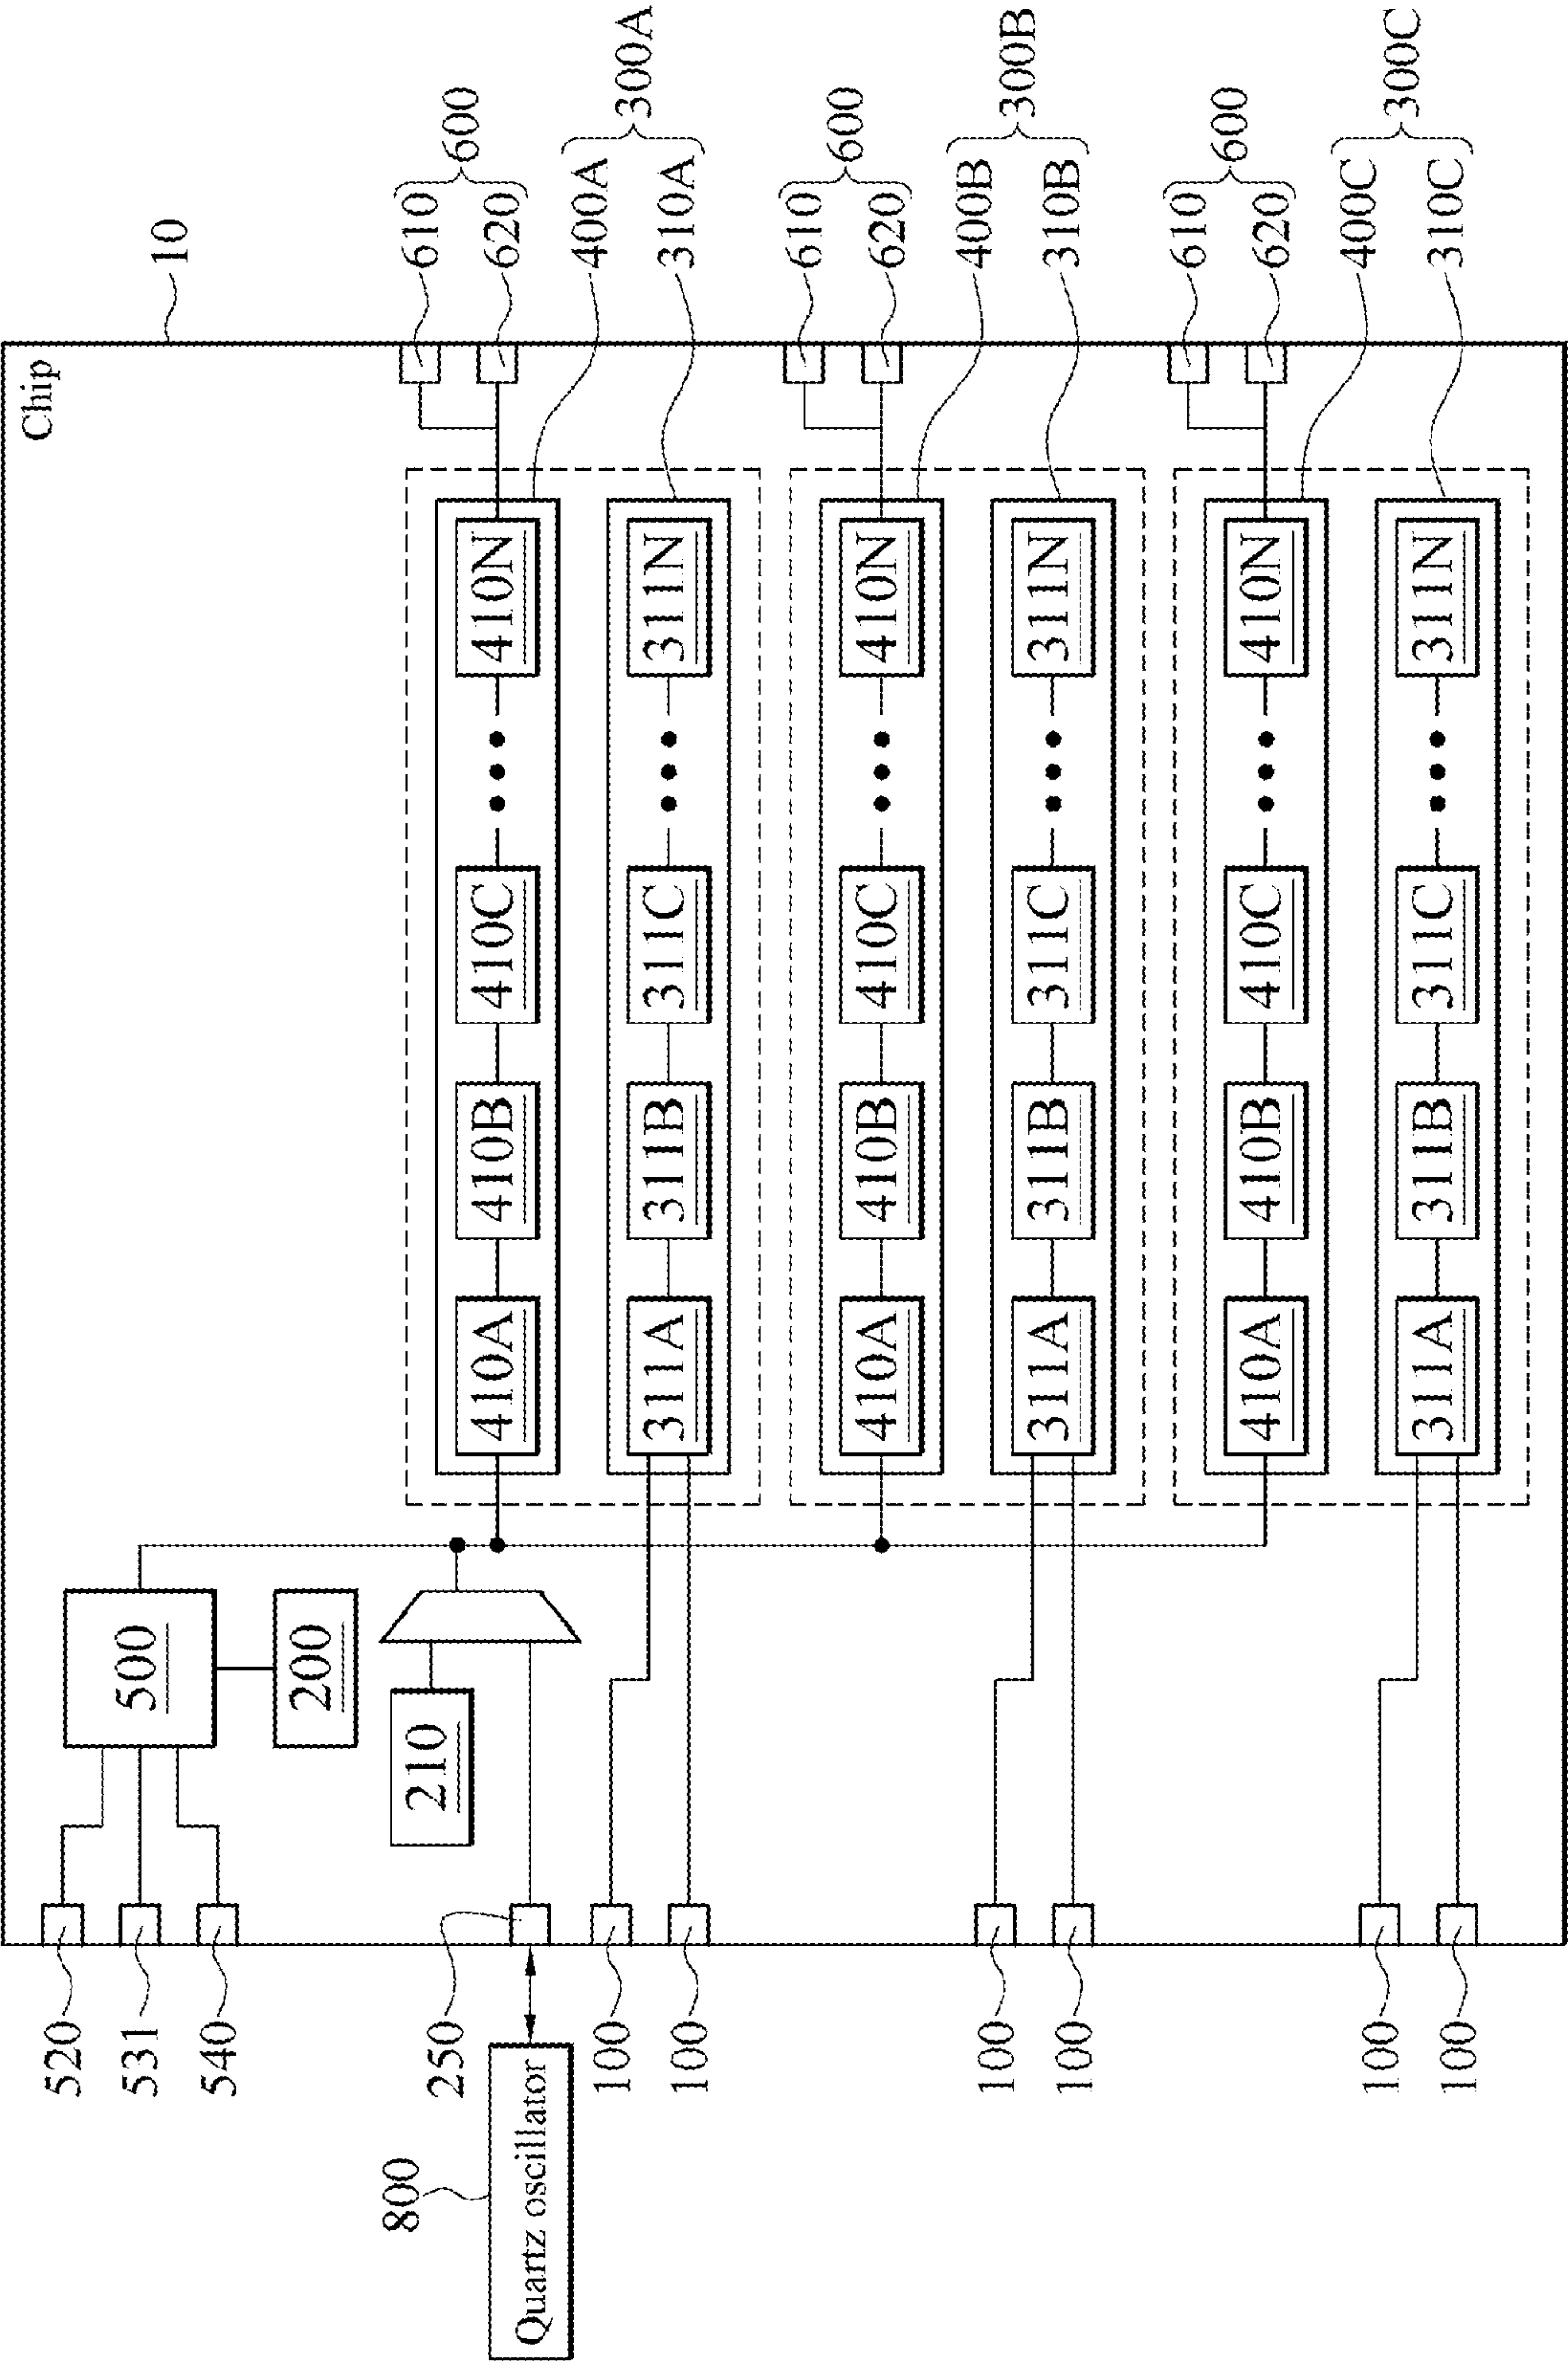 Chip
10
520
531
540
500
200
210
250
800
Quartz oscillator
410A
410B
410C
410N
610
620
600
400A
300A
310A
100
100
311A
311B
311C
311N
410A
410B
410C
410N
610
620
600
400B
300B
310B
100
100
311A
311B
311C
311N
410A
410B
410C
410N
610
620
600
400C
300C
310C
100
100
311A
311B
311C
311N